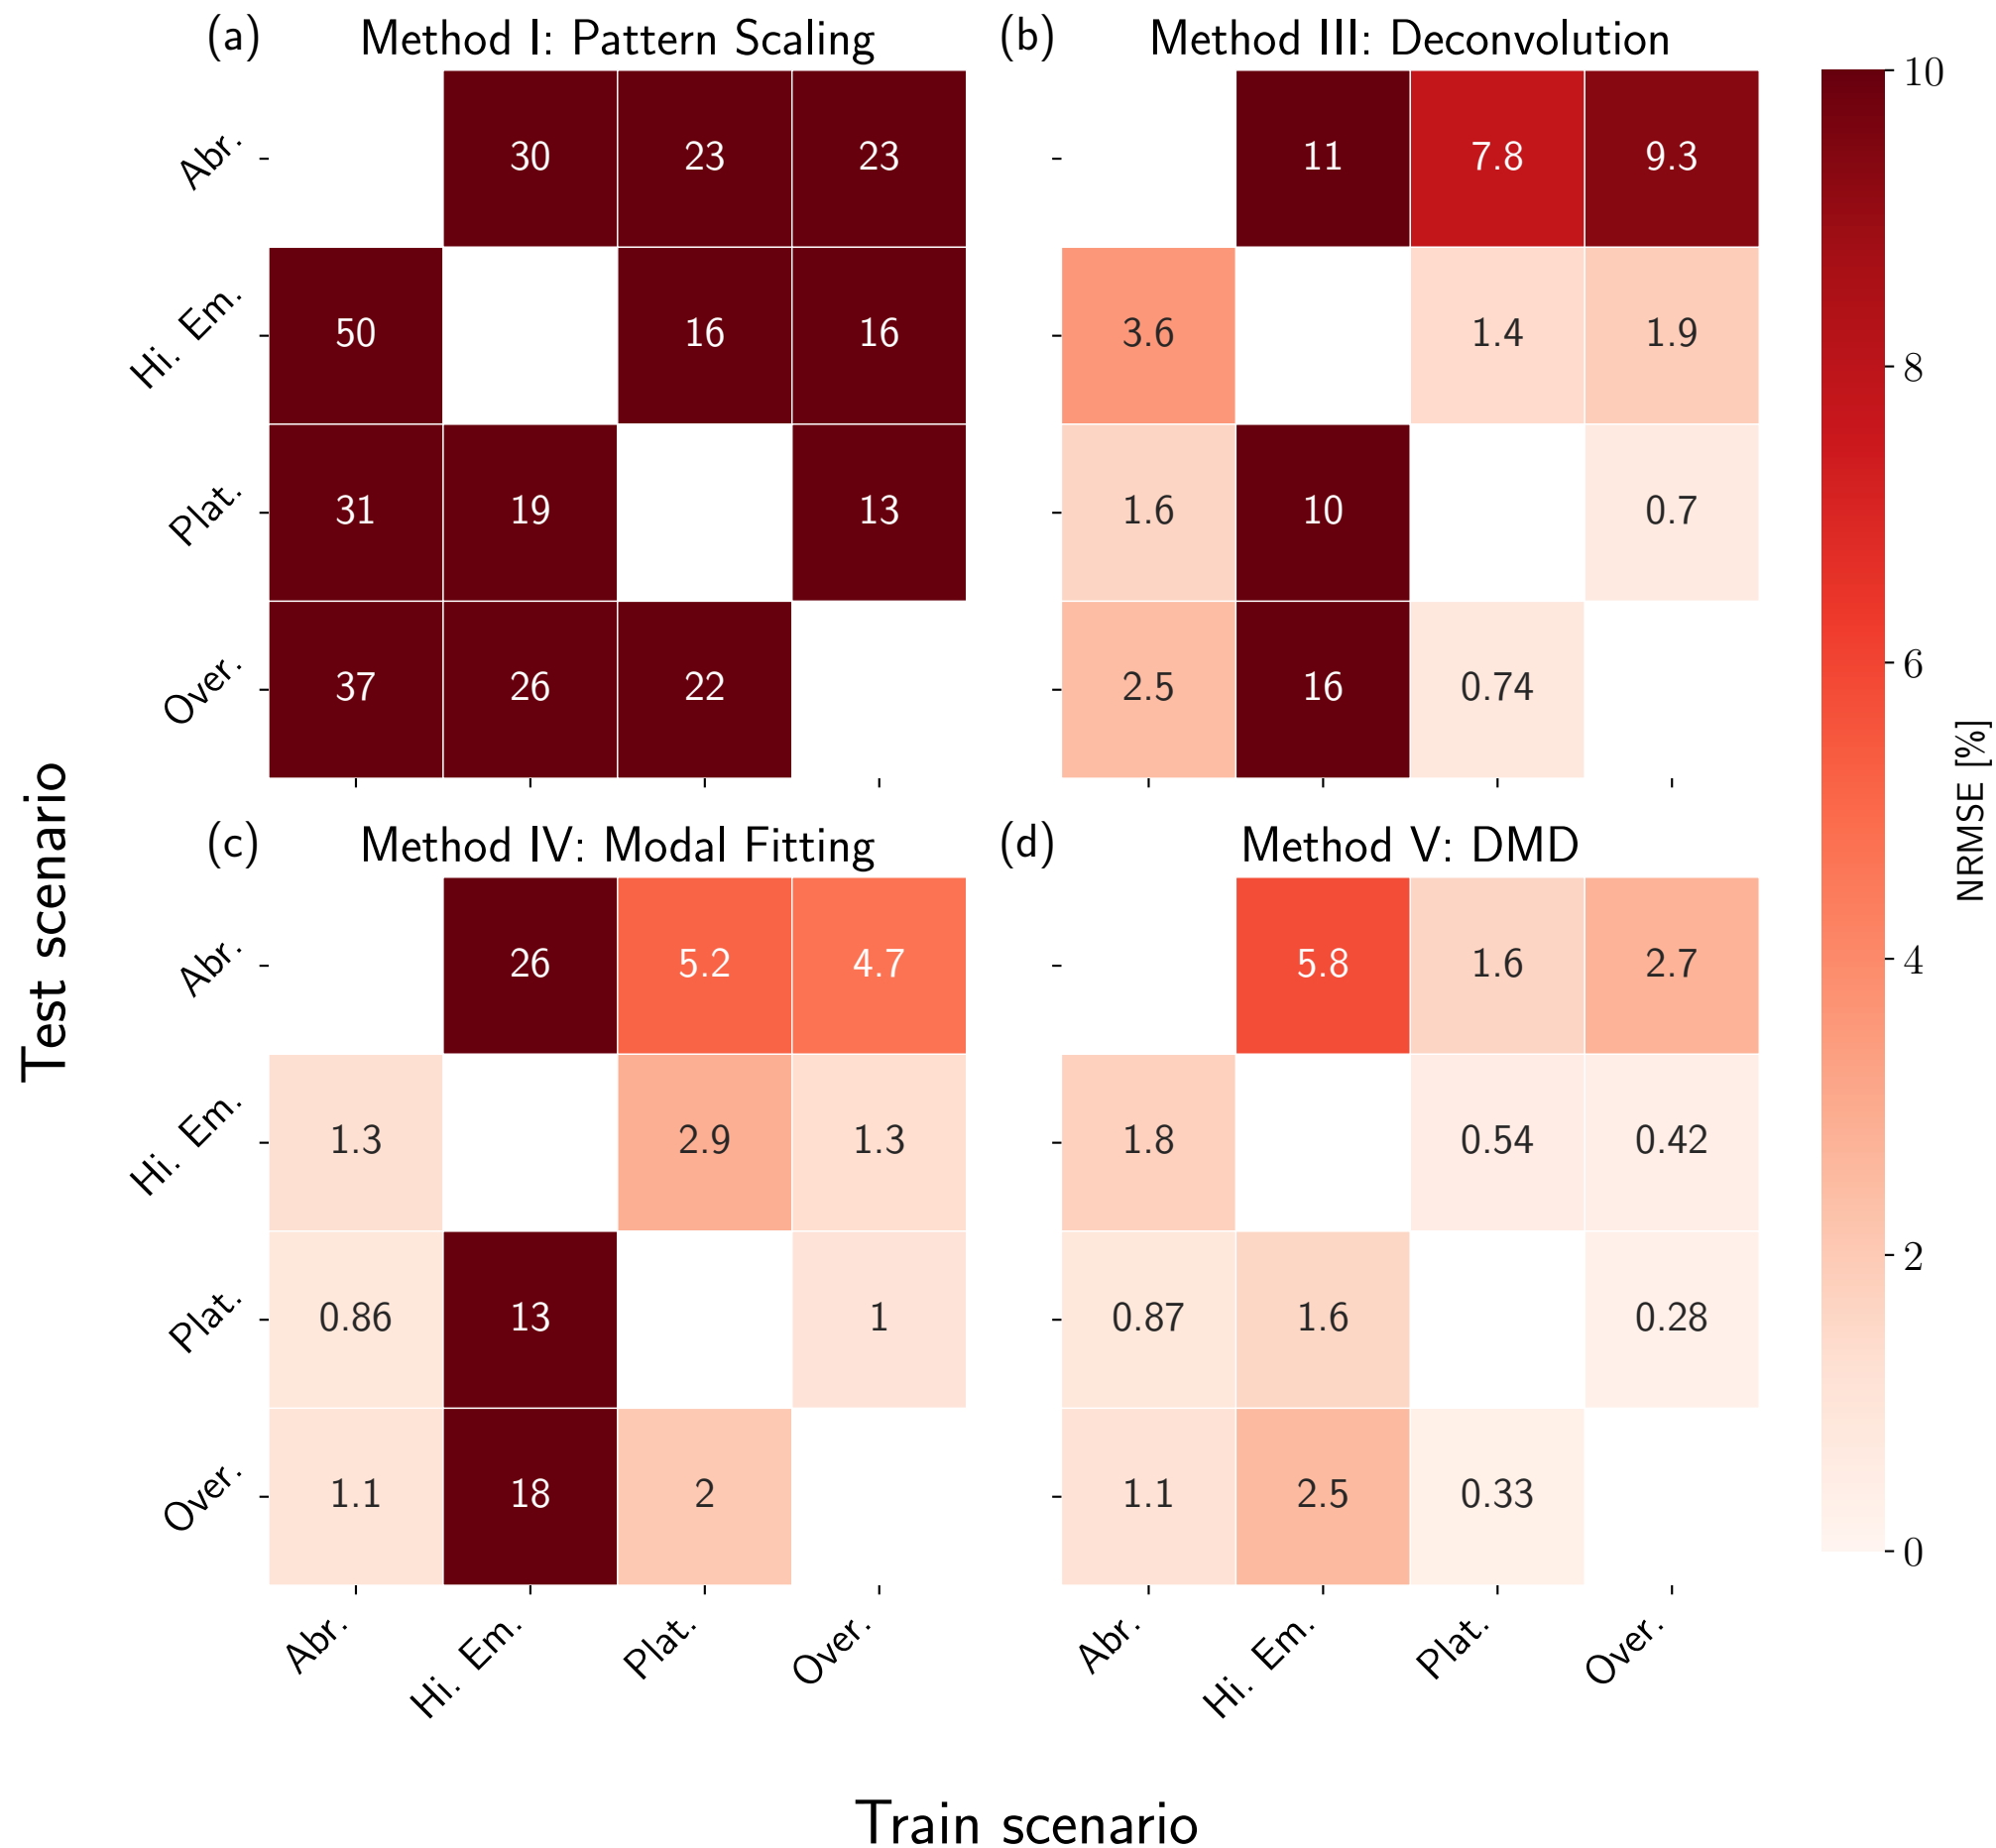 (a) Method I: Pattern Scaling
Abr. 30 23 23
Hi. Em. 50 16 16
Plat. 31 19 13
Over. 37 26 22
(b) Method III: Deconvolution
11 7.8 9.3
3.6 1.4 1.9
1.6 10 0.7
2.5 16 0.74
(c) Method IV: Modal Fitting
Abr. 26 5.2 4.7
Hi. Em. 1.3 2.9 1.3
Plat. 0.86 13 1
Over. 1.1 18 2
Abr. Hi. Em. Plat. Over.
(d) Method V: DMD
5.8 1.6 2.7
1.8 0.54 0.42
0.87 1.6 0.28
1.1 2.5 0.33
Abr. Hi. Em. Plat. Over.
10
8
6
4
2
0
NRMSE [%]
Test scenario
Train scenario